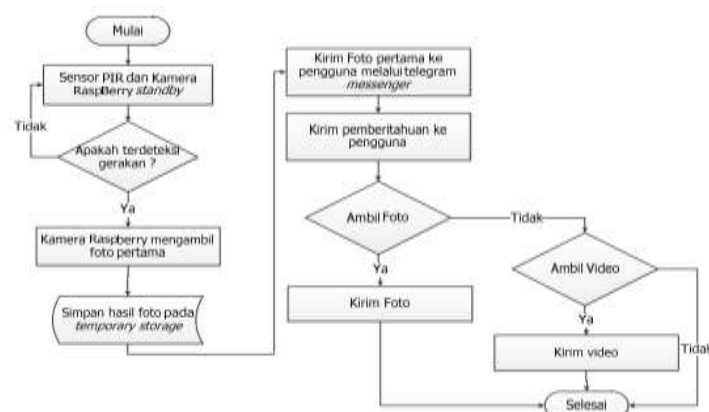 Mulai
Sensor PIR dan Kamera
RaspBerry standby
Tidak
Apakah terdeteksi
gerakan ?
Ya
Kamera Raspberry mengambil
foto pertama
Simpan hasil foto pada
temporary storage
Kirim Foto pertama ke
pengguna melalui telegram
messenger
Kirim pemberitahuan ke
pengguna
Ambil Foto
Tidak
Ya
Kirim Foto
Ambil Video
Ya
Tidak
Kirim video
Selesai